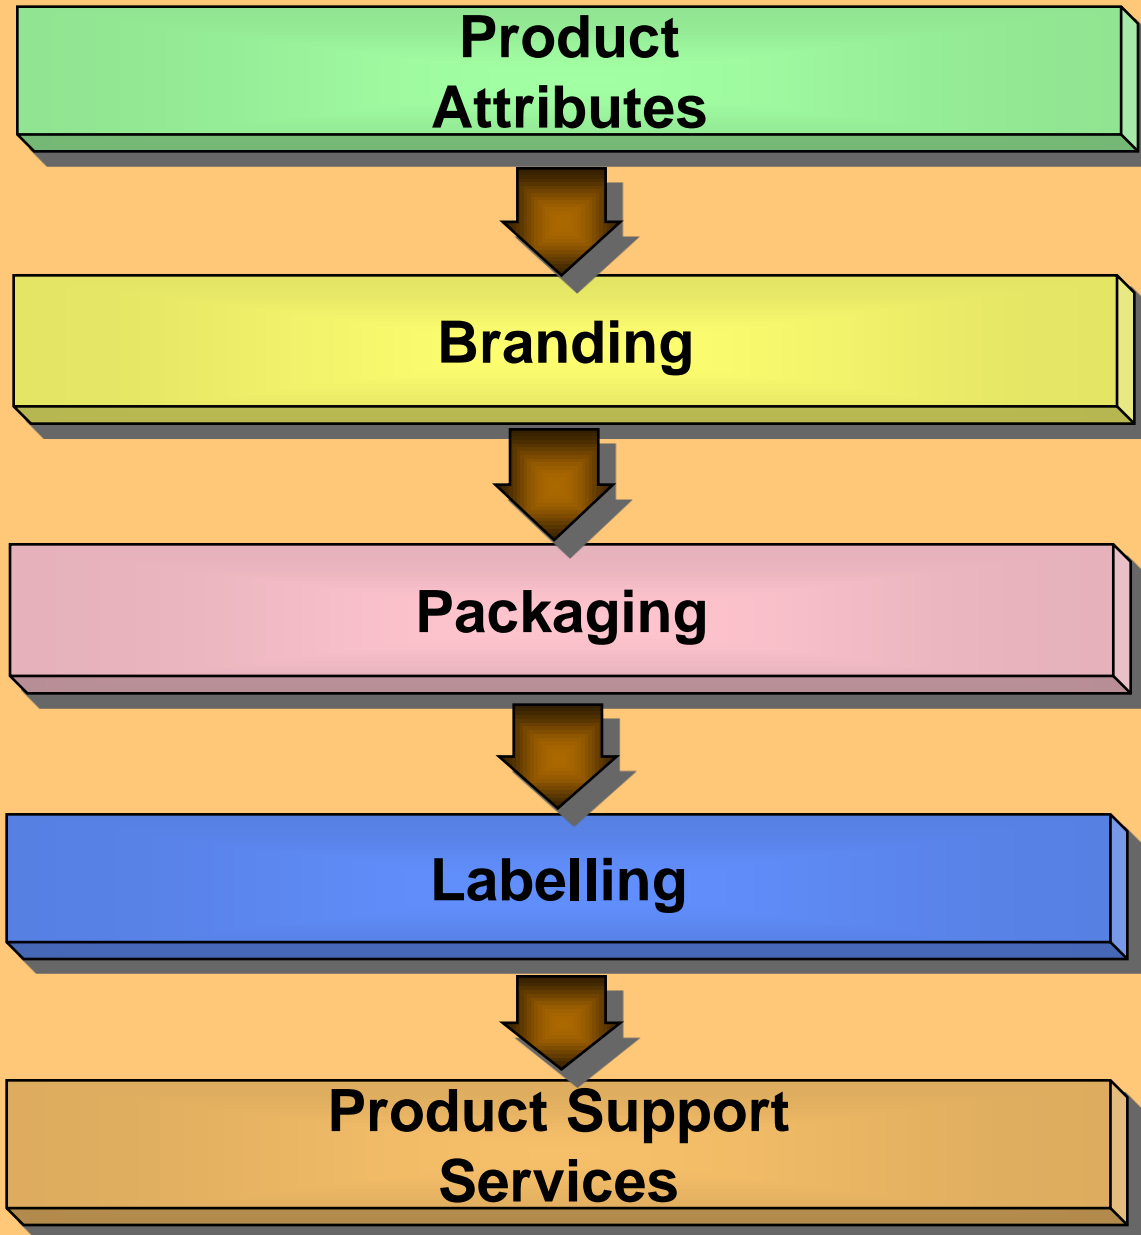 Product
Attributes
Branding
Packaging
Labelling
Product Support
Services